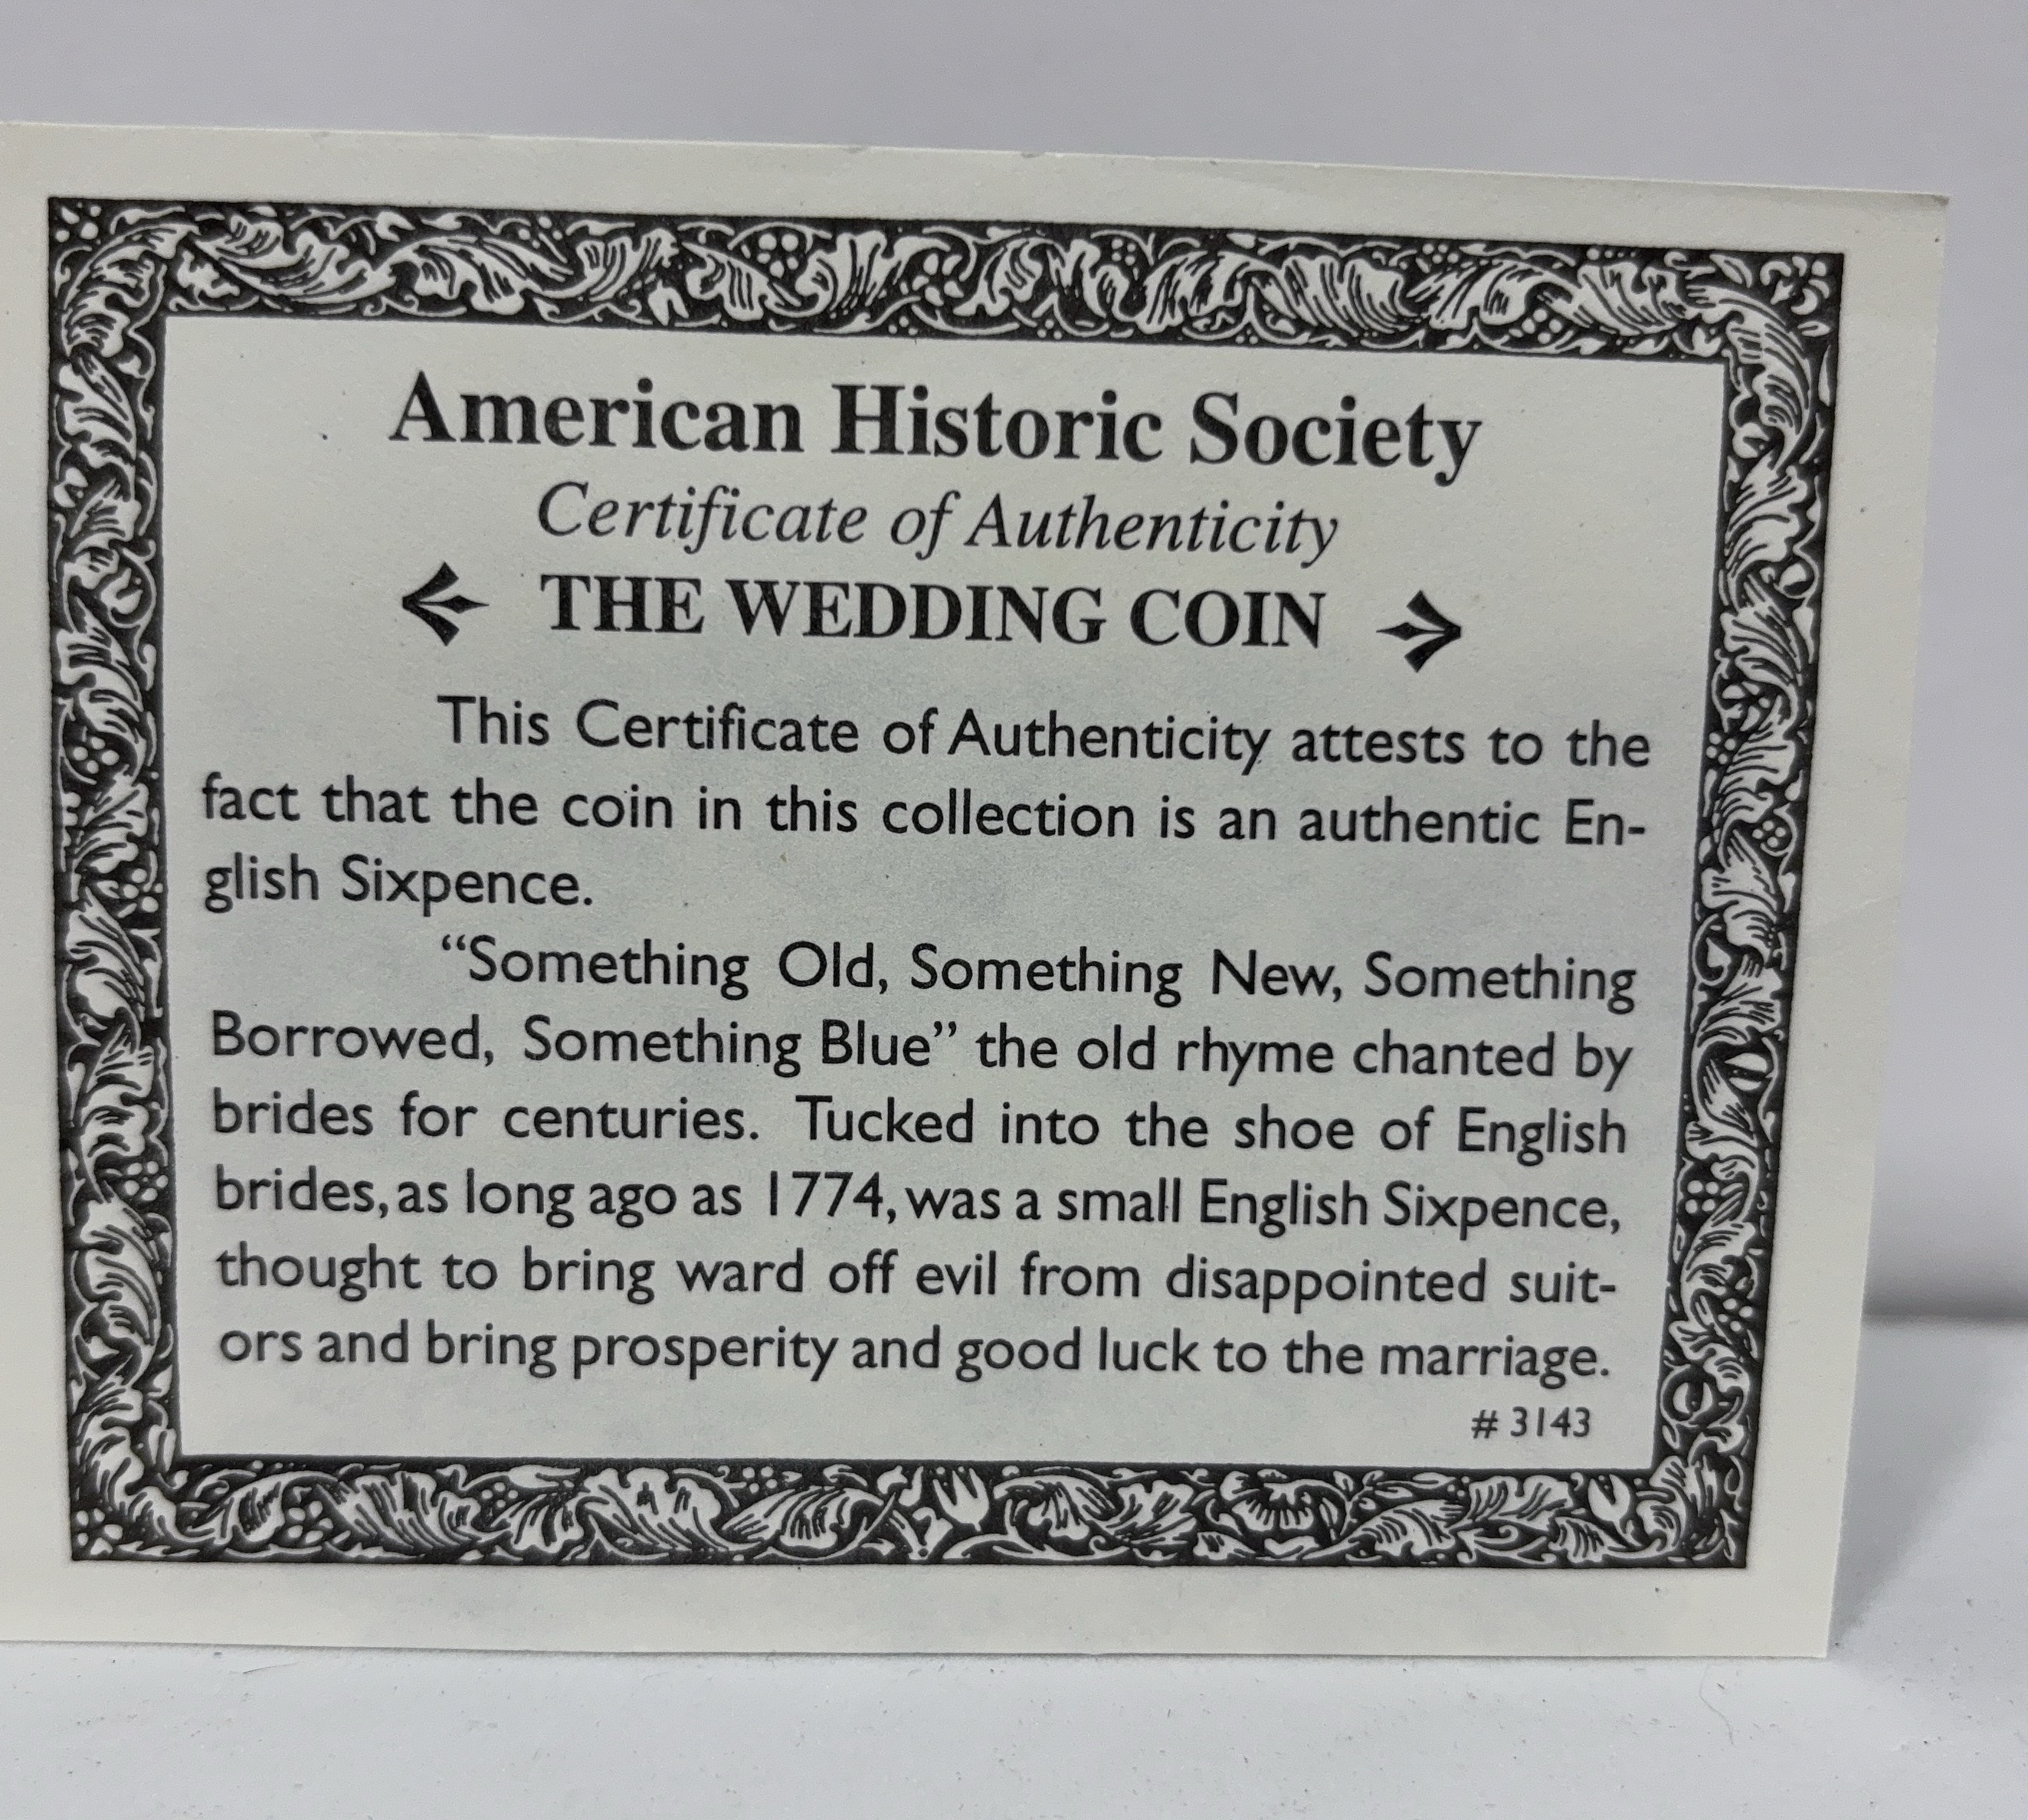 American Historic Society
Certificate of Authenticity
THE WEDDING COIN
This Certificate of Authenticity attests to the
fact that the coin in this collection is an authentic En-
glish Sixpence.
“Something Old, Something New, Something
Borrowed, Something Blue” the old rhyme chanted by
brides for centuries. Tucked into the shoe of English
brides, as long ago as 1774, was a small English Sixpence,
thought to bring ward off evil from disappointed suit-
ors and bring prosperity and good luck to the marriage.
# 3143